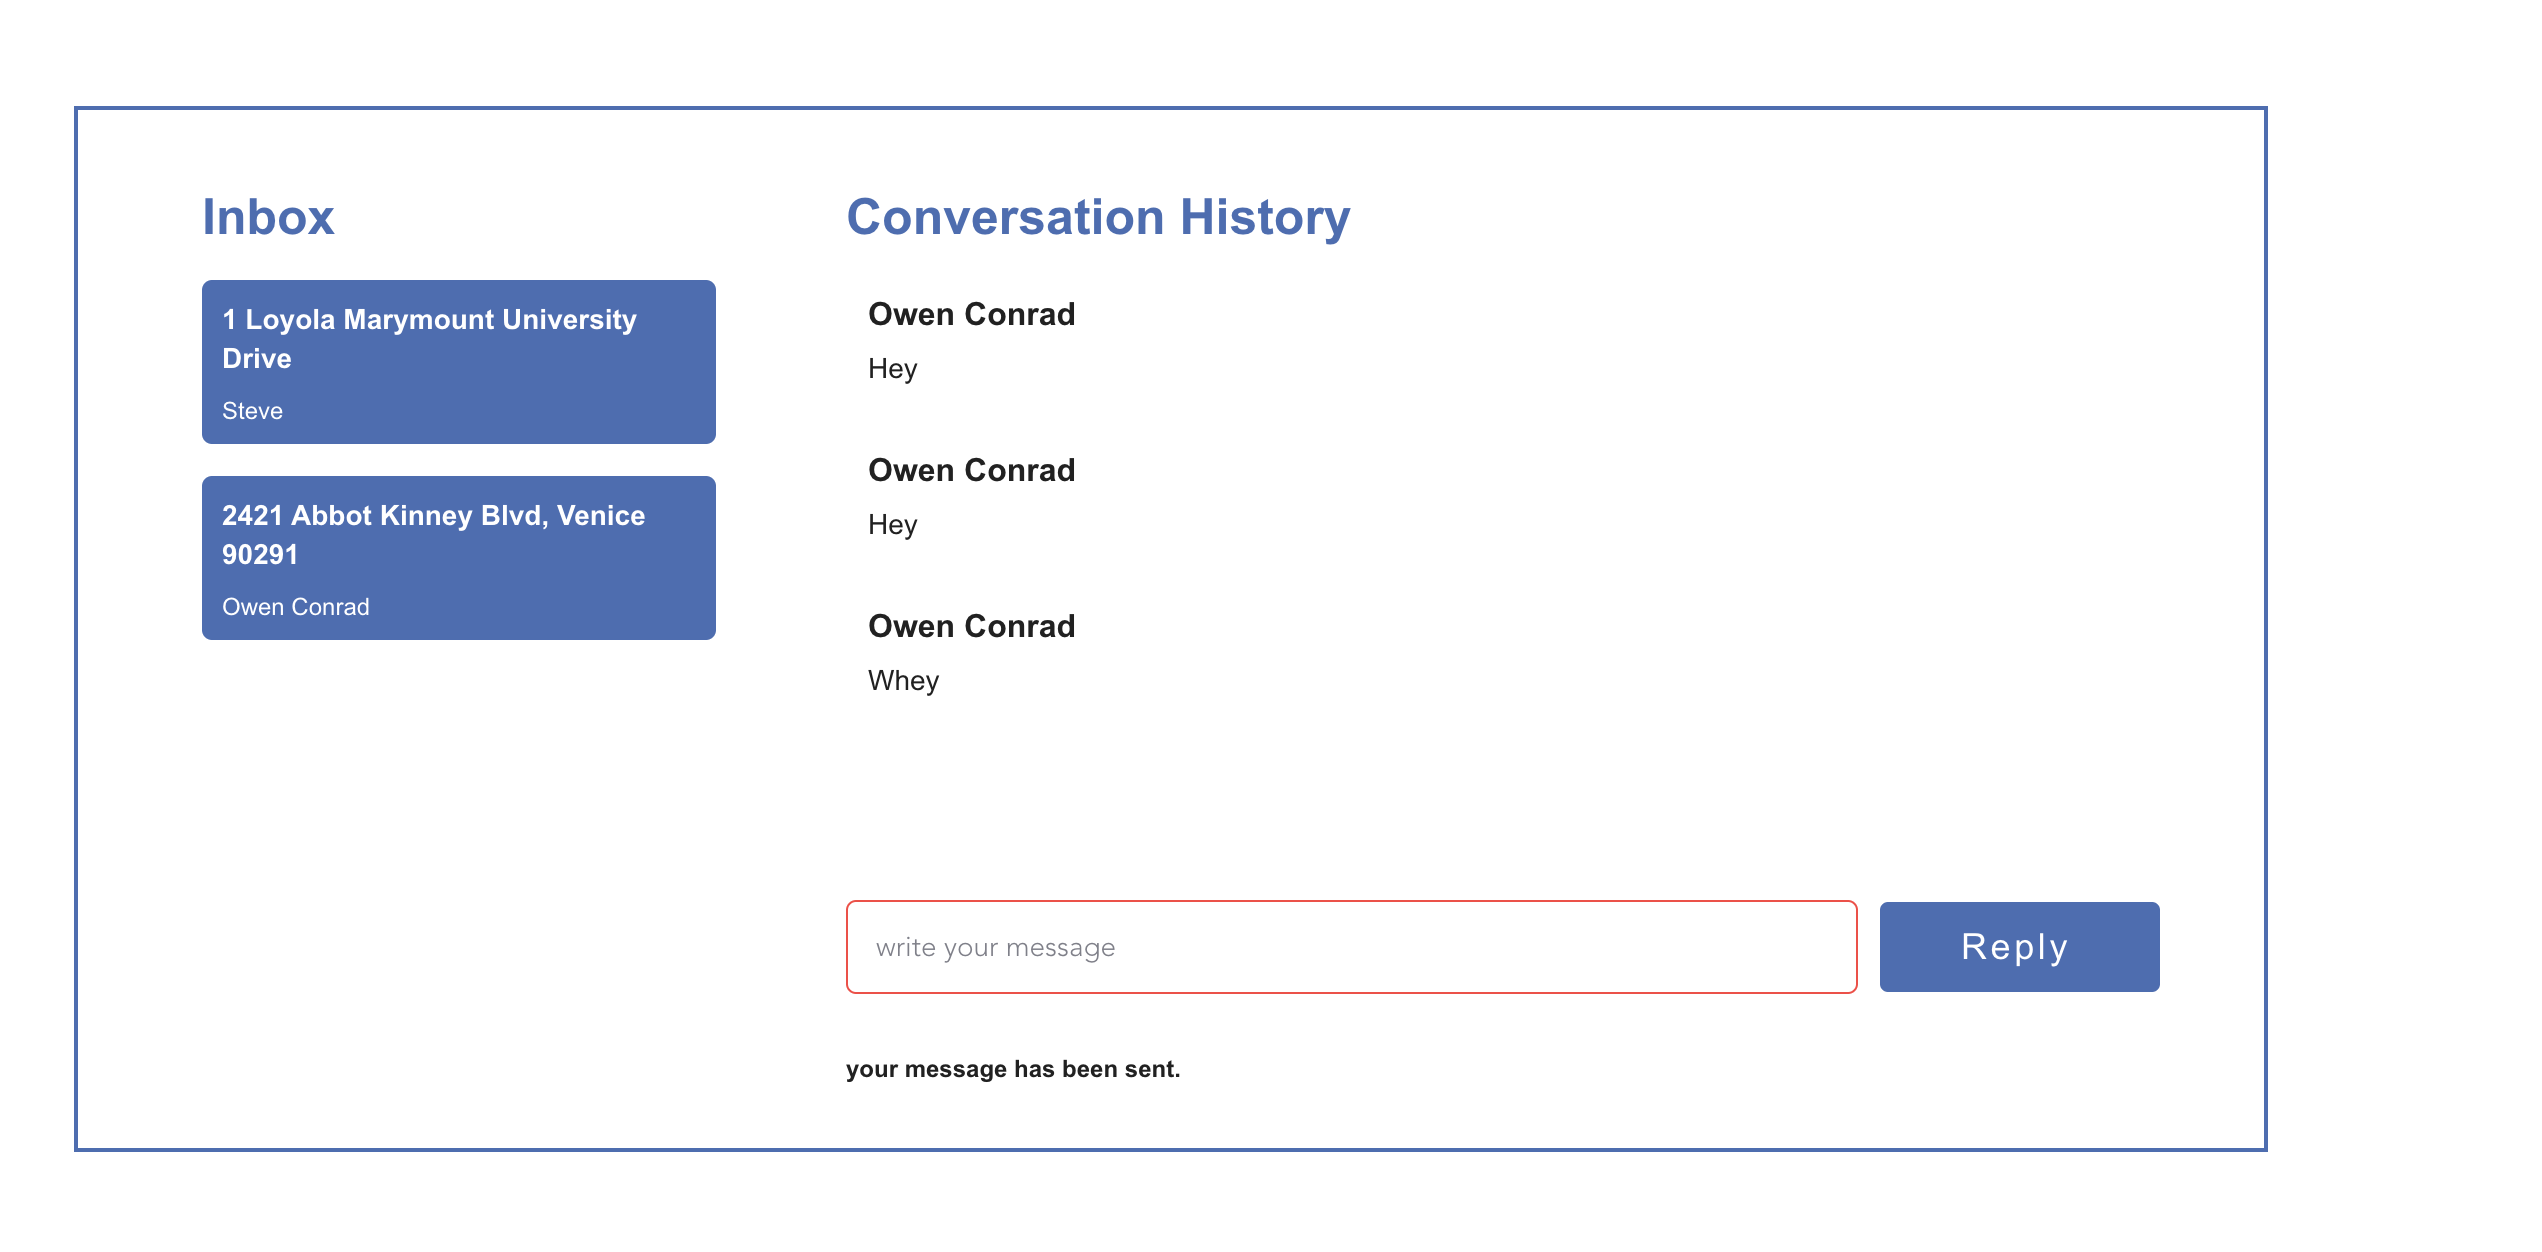 Inbox
1 Loyola Marymount University
Drive
Steve
2421 Abbot Kinney Blvd, Venice
90291
Owen Conrad
Conversation History
Owen Conrad
Hey
Owen Conrad
Hey
Owen Conrad
Whey
write your message
Reply
your message has been sent.